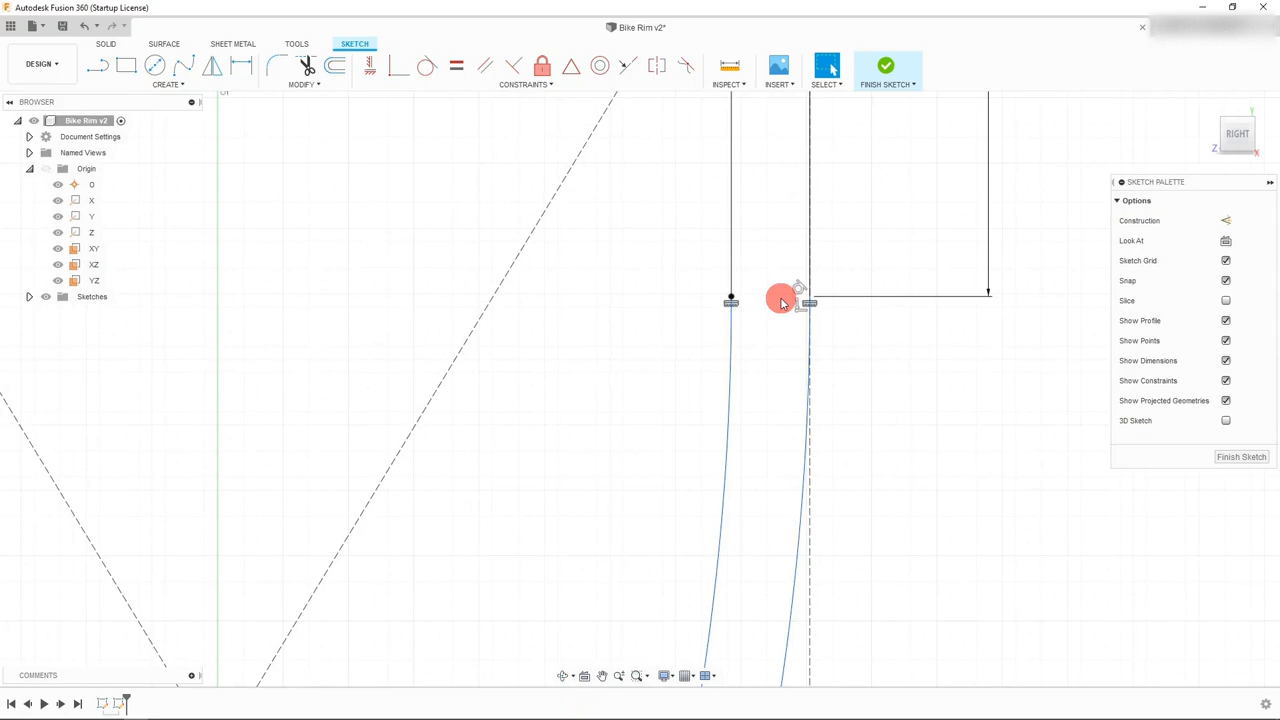 Autodesk Fusion 360 (Startup License)
Bike Rim v2*
DESIGN
SOLID
SURFACE
SHEET METAL
TOOLS
SKETCH
CREATE
MODIFY
CONSTRAINTS
INSPECT
INSERT
SELECT
FINISH SKETCH
BROWSER
Bike Rim v2
Document Settings
Named Views
Origin
O
X
Y
Z
XY
XZ
YZ
Sketches
RIGHT
Y
Z
X
SKETCH PALETTE
Options
Construction
Look At
Sketch Grid
Snap
Slice
Show Profile
Show Points
Show Dimensions
Show Constraints
Show Projected Geometries
3D Sketch
Finish Sketch
COMMENTS